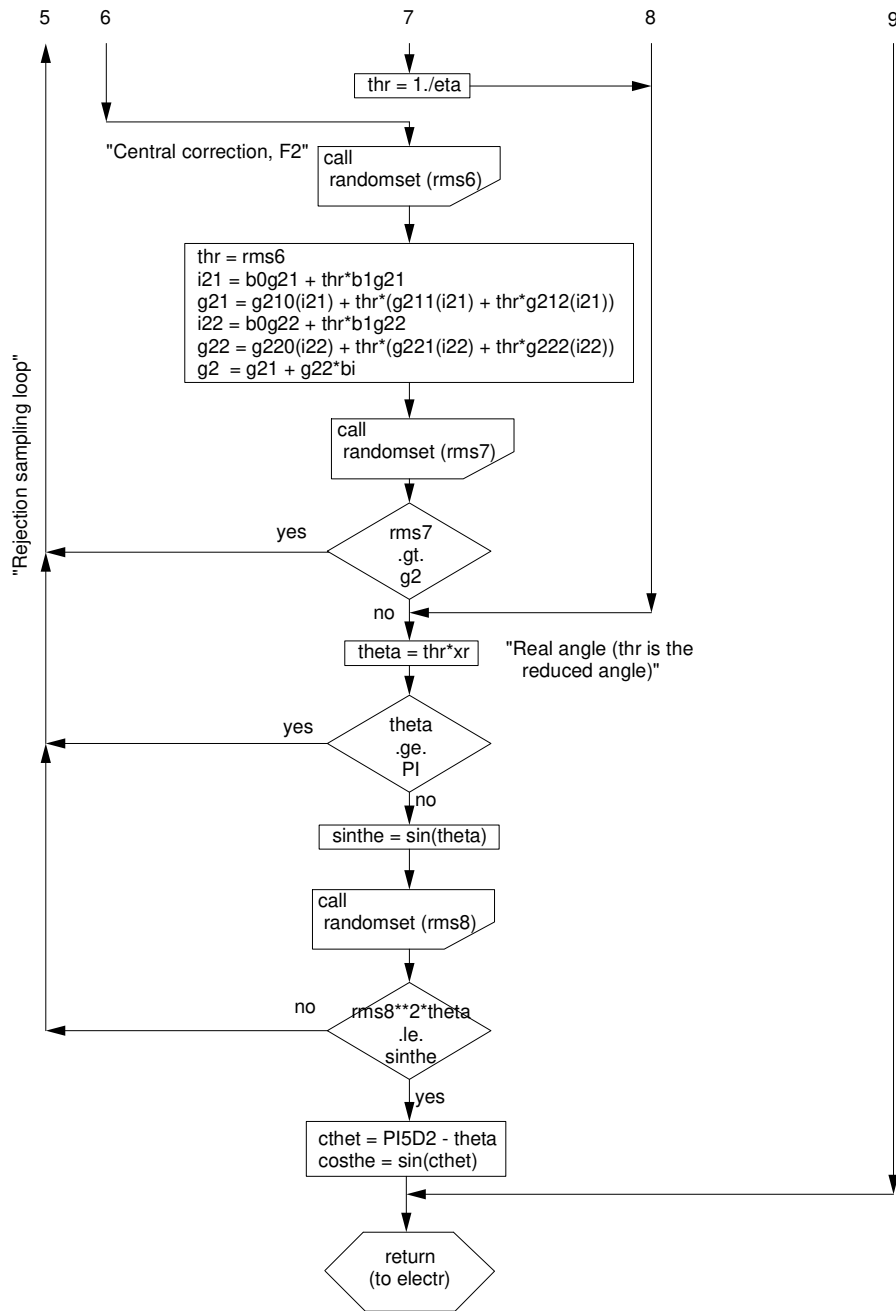 5 6 7 8 9
thr = 1./eta
"Central correction, F2"
call
randomset (rms6)
thr = rms6
i21 = b0g21 + thr*b1g21
g21 = g210(i21) + thr*(g211(i21) + thr*g212(i21))
i22 = b0g22 + thr*b1g22
g22 = g220(i22) + thr*(g221(i22) + thr*g222(i22))
g2 = g21 + g22*bi
"Rejection sampling loop"
call
randomset (rms7)
yes
rms7
.gt.
g2
no
theta = thr*xr
"Real angle (thr is the
reduced angle)"
yes
theta
.ge.
PI
no
sinthe = sin(theta)
call
randomset (rms8)
no
rms8**2*theta
.le.
sinthe
yes
cthet = PI5D2 - theta
costhe = sin(cthet)
return
(to electr)